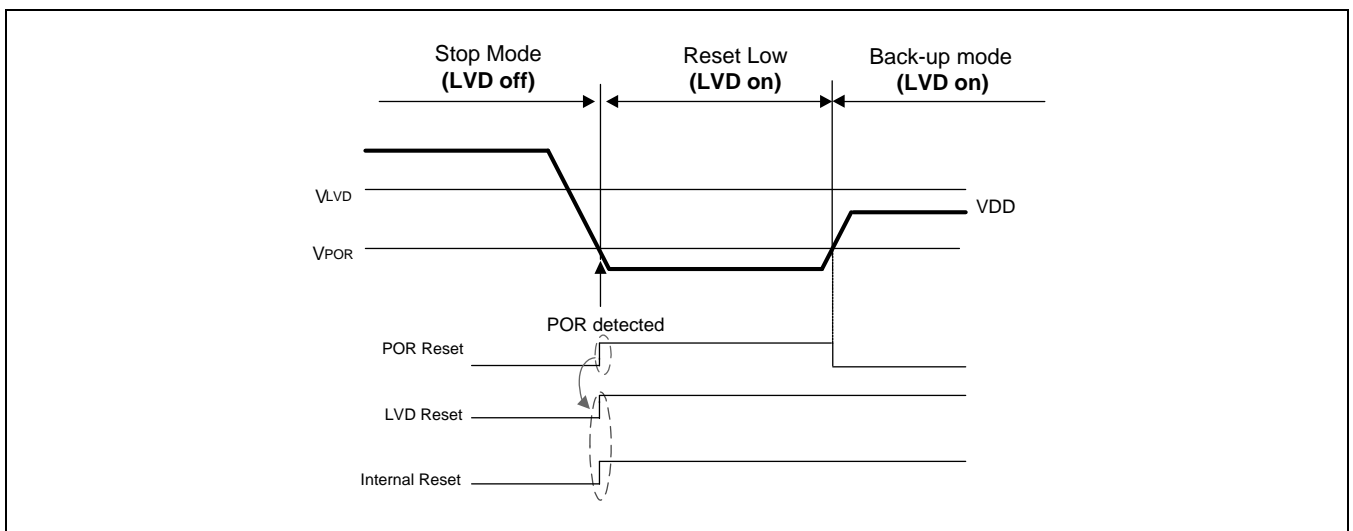 Stop Mode
(LVD off)
Reset Low
(LVD on)
Back-up mode
(LVD on)
VLVD
VDD
VPOR
POR detected
POR Reset
LVD Reset
Internal Reset